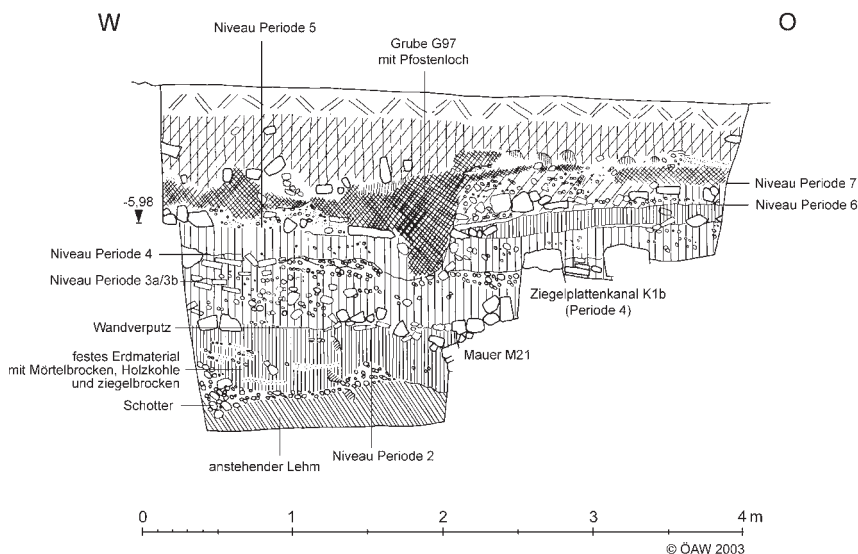 W
O
Niveau Periode 5
Grube G97
mit Pfostenloch
-5,98
Niveau Periode 7
Niveau Periode 6
Niveau Periode 4
Niveau Periode 3a/3b
Ziegelplattenkanal K1b
(Periode 4)
Wandverputz
Mauer M21
festes Erdmaterial
mit Mörtelbrocken, Holzkohle
und ziegelbrocken
Schotter
anstehender Lehm
Niveau Periode 2
0 1 2 3 4 m
© ÖAW 2003